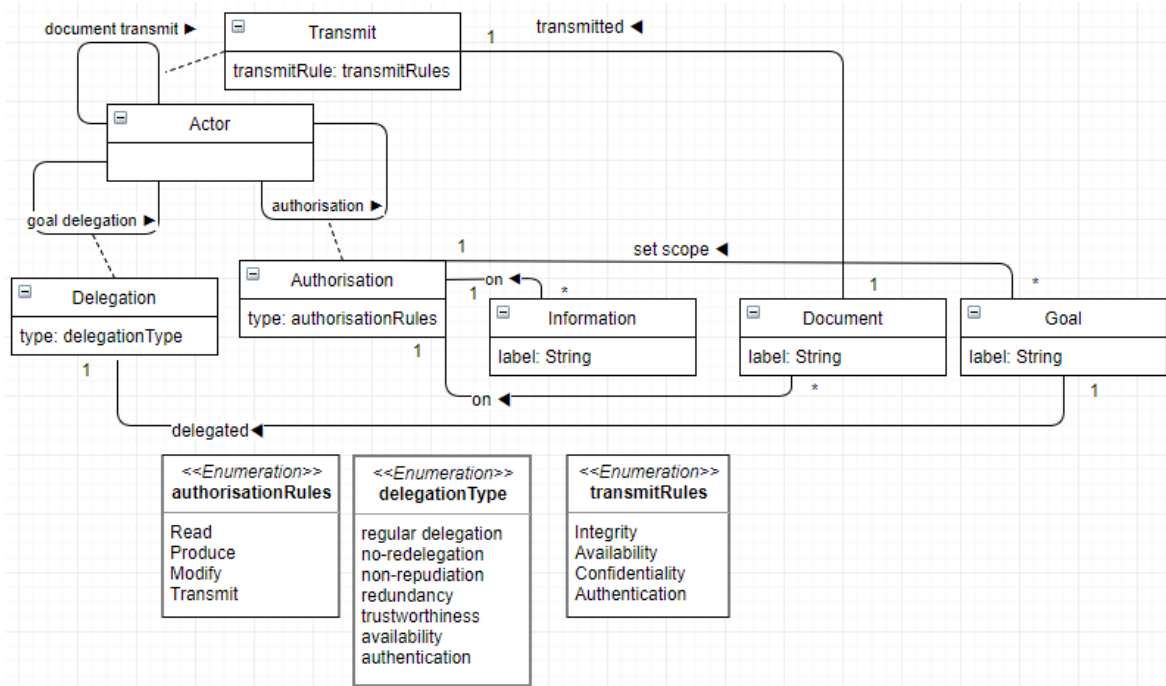 document transmit ►
Transmit
1
transmitted ◄
transmitRule: transmitRules
Actor
authorisation ►
goal delegation ►
1
set scope ◄
Authorisation
on ◄
Delegation
1
*
1
*
type: authorisationRules
Information
Document
Goal
type: delegationType
1
label: String
label: String
label: String
1
*
1
on ◄
delegated◄
<<Enumeration>>
authorisationRules
Read
Produce
Modify
Transmit
<<Enumeration>>
delegationType
regular delegation
no-redelegation
non-repudiation
redundancy
trustworthiness
availability
authentication
<<Enumeration>>
transmitRules
Integrity
Availability
Confidentiality
Authentication